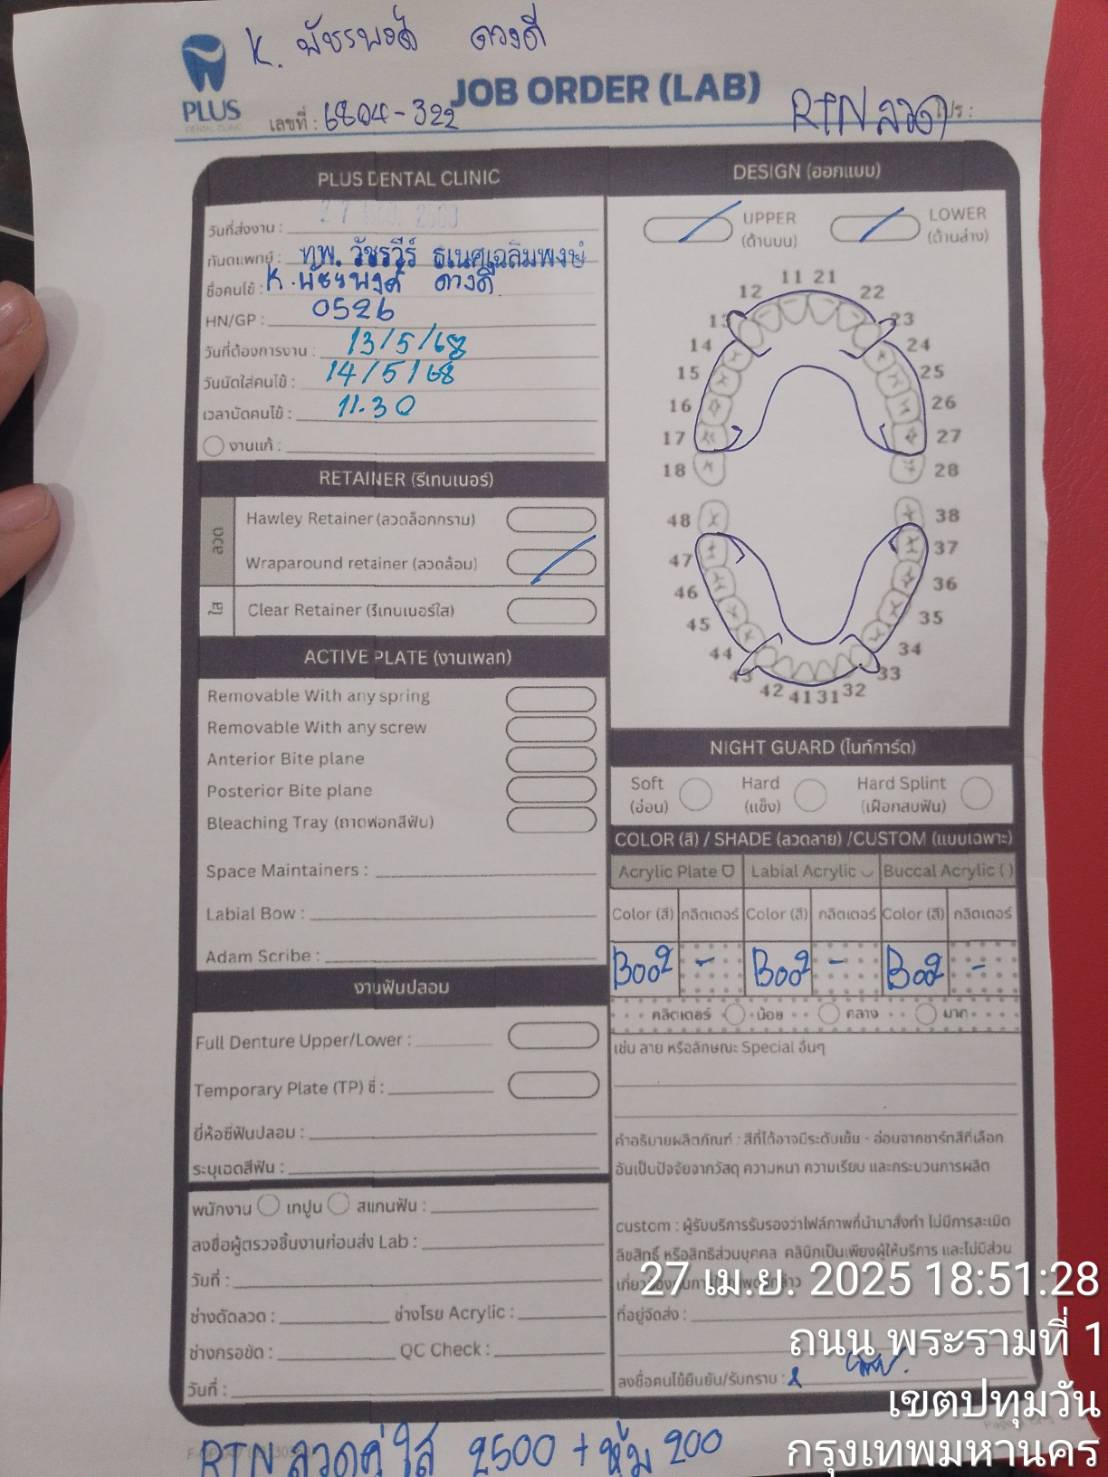 K. พัชรพงศ์ ดวงดี
PLUS
DENTAL CLINIC
JOB ORDER (LAB)
เลขที่ : 6804-322
RTN ลวด
โปร :
PLUS DENTAL CLINIC
วันที่ส่งงาน :
ทันตแพทย์ : ทพ. วัชรวีร์ ธเนศเฉลิมพงษ์
ชื่อคนไข้ : K. พัชรพงศ์ ดวงดี
HN/GP : 0526
วันที่ต้องการงาน : 13/5/68
วันนัดใส่คนไข้ : 14/5/68
เวลานัดคนไข้ : 11.30
งานแก้ :
RETAINER (รีเทนเนอร์)
ลวด
Hawley Retainer (ลวดล็อกกราม)
Wraparound retainer (ลวดล้อม)
ใส
Clear Retainer (รีเทนเนอร์ใส)
ACTIVE PLATE (งานเพลท)
Removable With any spring
Removable With any screw
Anterior Bite plane
Posterior Bite plane
Bleaching Tray (ถาดฟอกสีฟัน)
Space Maintainers :
Labial Bow :
Adam Scribe :
งานฟันปลอม
Full Denture Upper/Lower :
Temporary Plate (TP) ซี่ :
ยี่ห้อซี่ฟันปลอม :
ระบุเฉดสีฟัน :
พนักงาน เทปูน สแกนฟัน :
ลงชื่อผู้ตรวจชิ้นงานก่อนส่ง Lab :
วันที่ :
ช่างดัดลวด : ช่างโรย Acrylic :
ช่างกรอขัด : QC Check :
วันที่ :
DESIGN (ออกแบบ)
UPPER
(ด้านบน)
LOWER
(ด้านล่าง)
11 21
12 22
13 23
14 24
15 25
16 26
17 27
18 28
48 38
47 37
46 36
45 35
44 34
43 33
42 41 31 32
NIGHT GUARD (ไนท์การ์ด)
Soft
(อ่อน)
Hard
(แข็ง)
Hard Splint
(เฝือกสบฟัน)
COLOR (สี) / SHADE (ลวดลาย) /CUSTOM (แบบเฉพาะ)
Acrylic Plate Labial Acrylic Buccal Acrylic ( )
Color (สี) กลิตเตอร์ Color (สี) กลิตเตอร์ Color (สี) กลิตเตอร์
B002 - B002 - B002 -
กลิตเตอร์ น้อย กลาง มาก
เช่น ลาย หรือลักษณะ Special อื่นๆ
คำอธิบายผลิตภัณฑ์ : สีที่ได้อาจมีระดับเข้ม - อ่อนจากชาร์ทสีที่เลือก
อันเป็นปัจจัยจากวัสดุ ความหนา ความเรียบ และกระบวนการผลิต
custom : ผู้รับบริการรับรองว่าไฟล์ภาพที่นำมาสั่งทำ ไม่มีการละเมิด
ลิขสิทธิ์ หรือสิทธิส่วนบุคคล คลินิกเป็นเพียงผู้ให้บริการ และไม่มีส่วน
ที่อยู่จัดส่ง :
ลงชื่อคนไข้ยืนยัน/รับทราบ :
27 เม.ย. 2025 18:51:28
ถนน พระรามที่ 1
เขตปทุมวัน
กรุงเทพมหานคร
RTN ลวดคู่ ใส 2500 + หุ้ม 200